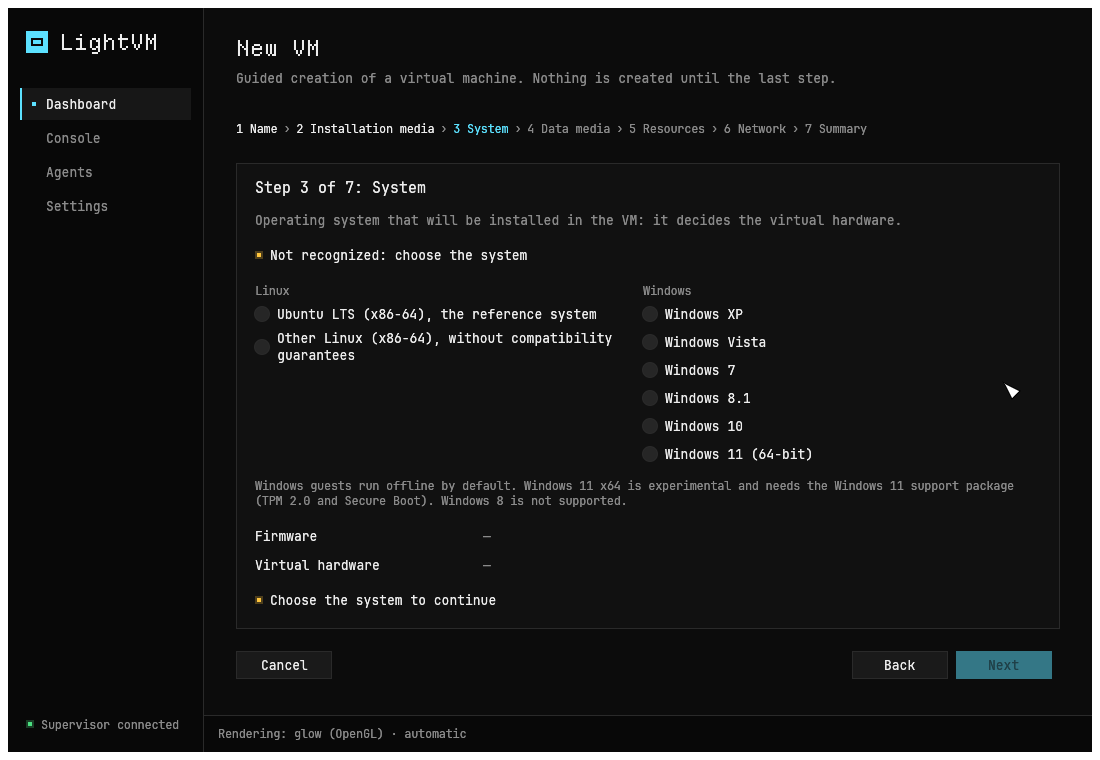 LightVM
Dashboard
Console
Agents
Settings
Supervisor connected
New VM
Guided creation of a virtual machine. Nothing is created until the last step.
1 Name › 2 Installation media › 3 System › 4 Data media › 5 Resources › 6 Network › 7 Summary
Step 3 of 7: System
Operating system that will be installed in the VM: it decides the virtual hardware.
Not recognized: choose the system
Linux
Ubuntu LTS (x86-64), the reference system
Other Linux (x86-64), without compatibility
guarantees
Windows
Windows XP
Windows Vista
Windows 7
Windows 8.1
Windows 10
Windows 11 (64-bit)
Windows guests run offline by default. Windows 11 x64 is experimental and needs the Windows 11 support package
(TPM 2.0 and Secure Boot). Windows 8 is not supported.
Firmware —
Virtual hardware —
Choose the system to continue
Cancel
Back
Next
Rendering: glow (OpenGL) · automatic